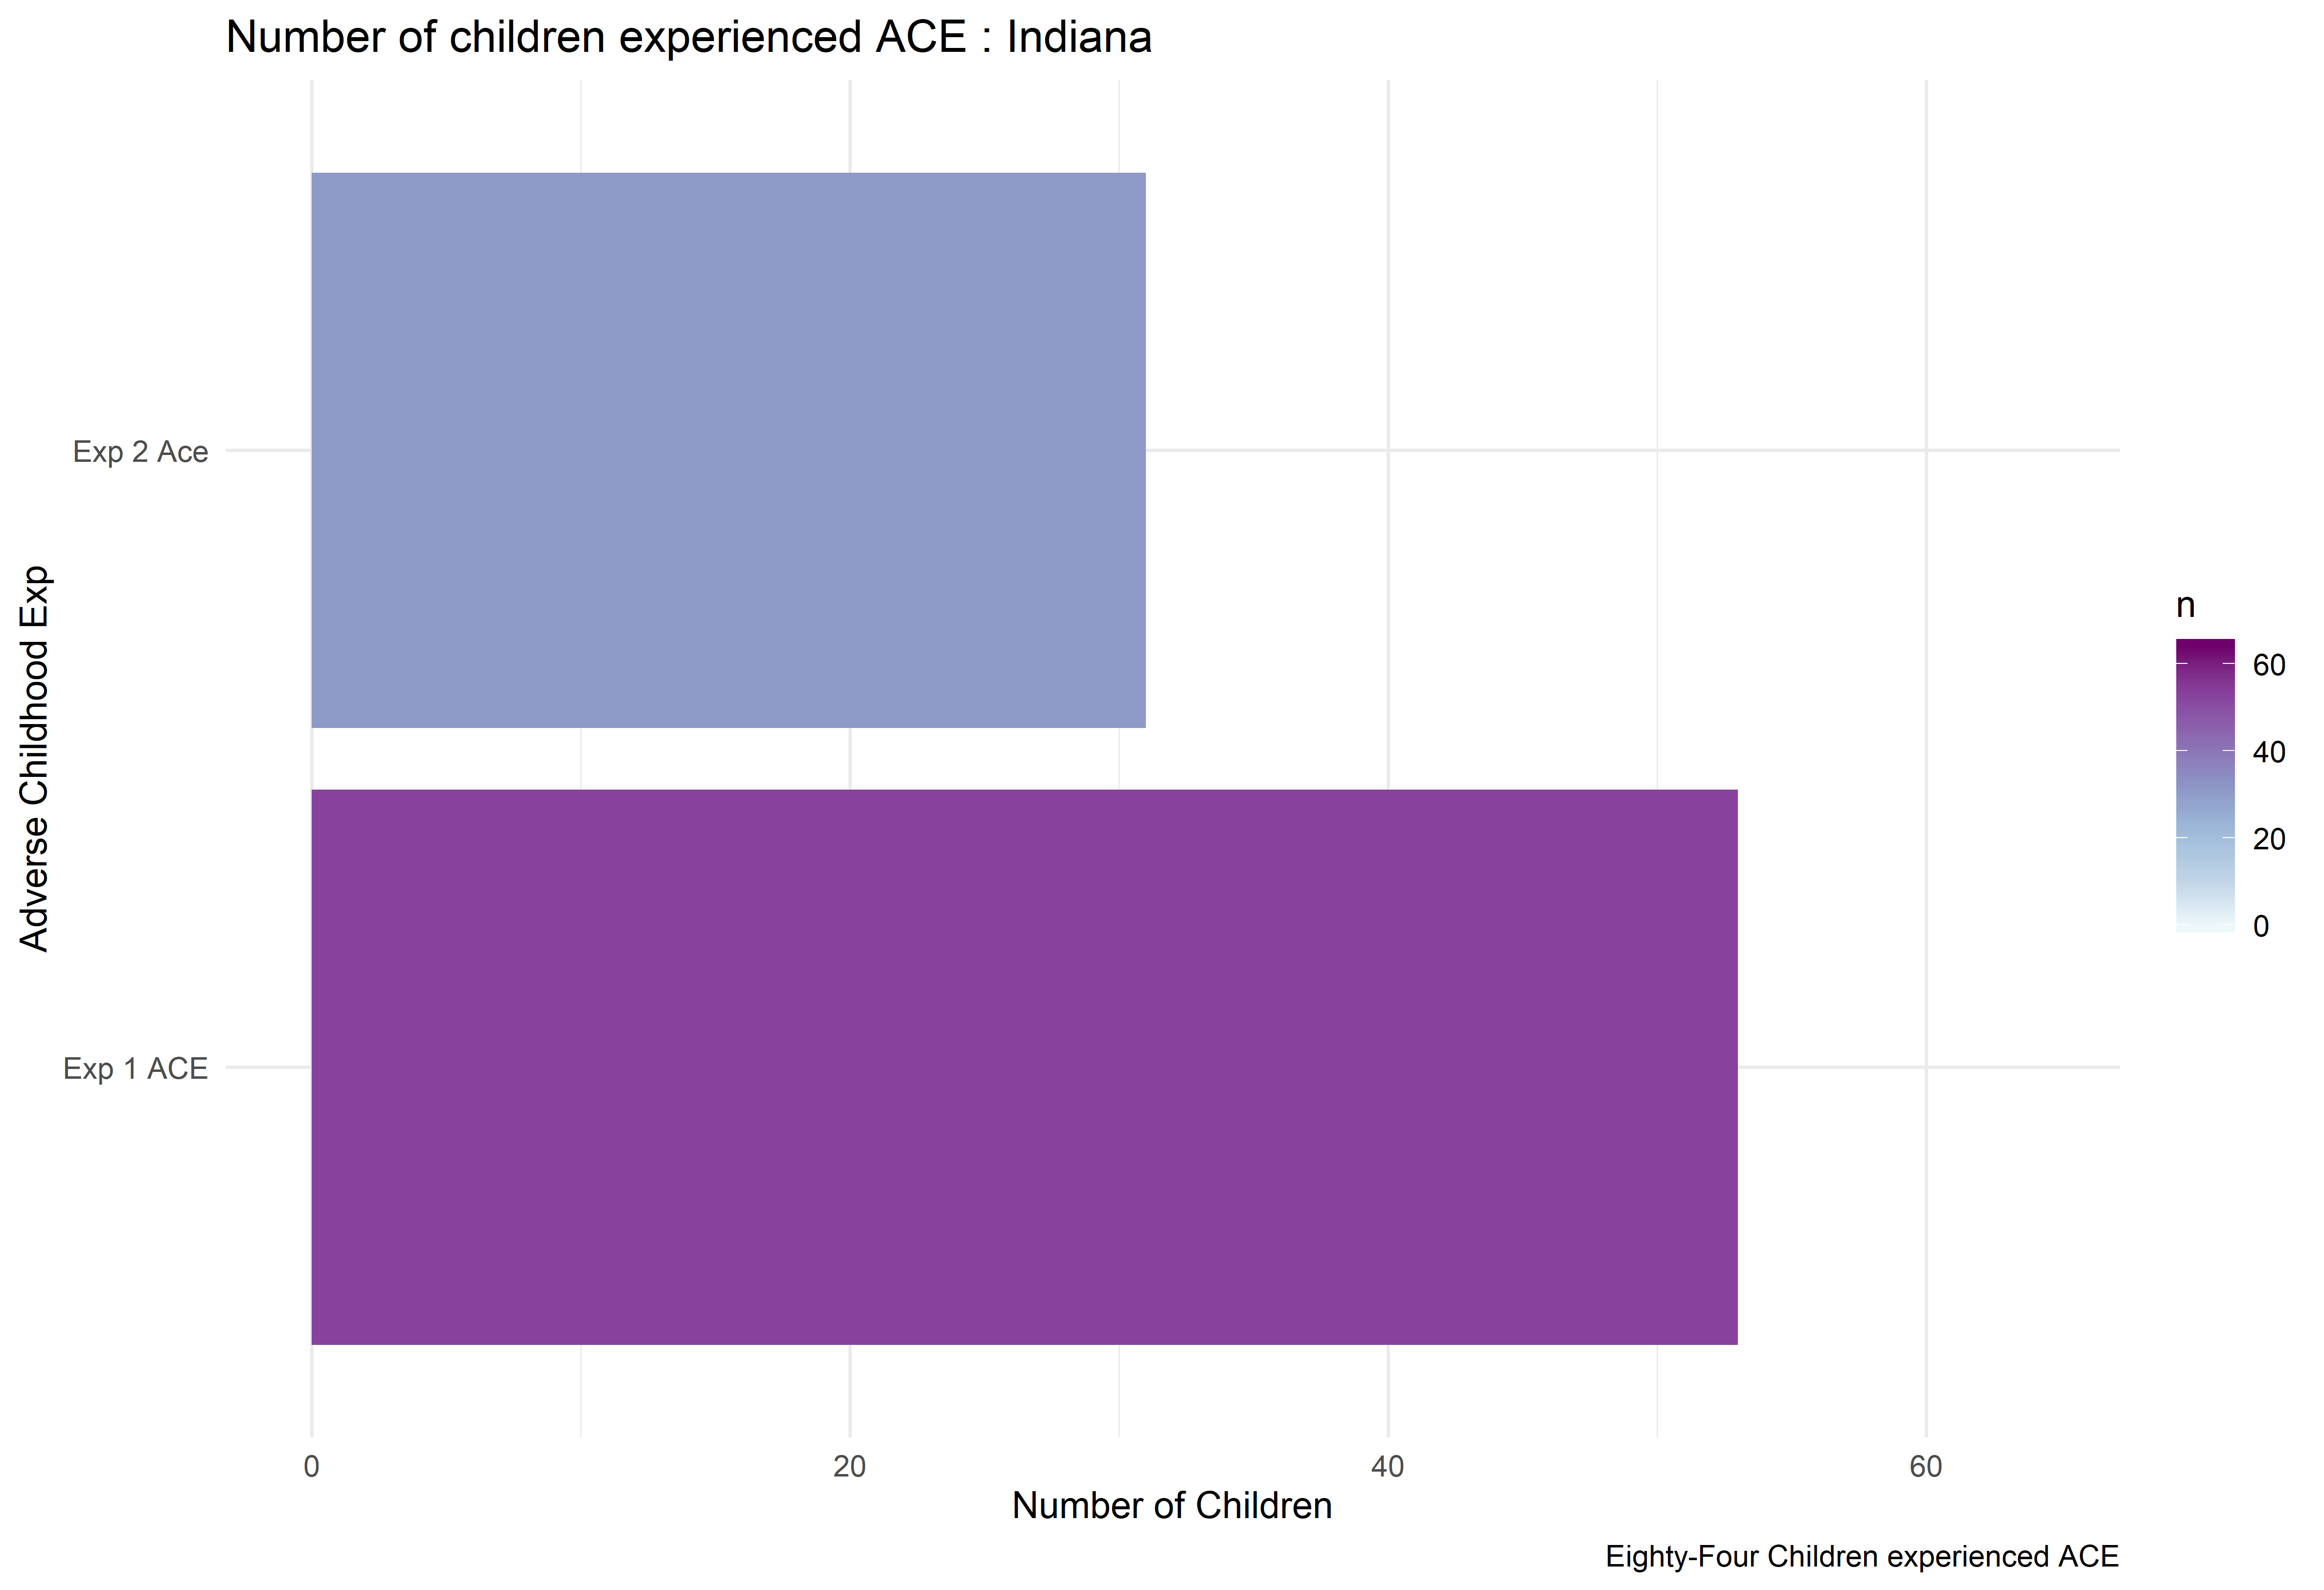 Number of children experienced ACE : Indiana
Adverse Childhood Exp
Exp 2 Ace
Exp 1 ACE
0
20
40
60
Number of Children
n
60
40
20
0
Eighty-Four Children experienced ACE